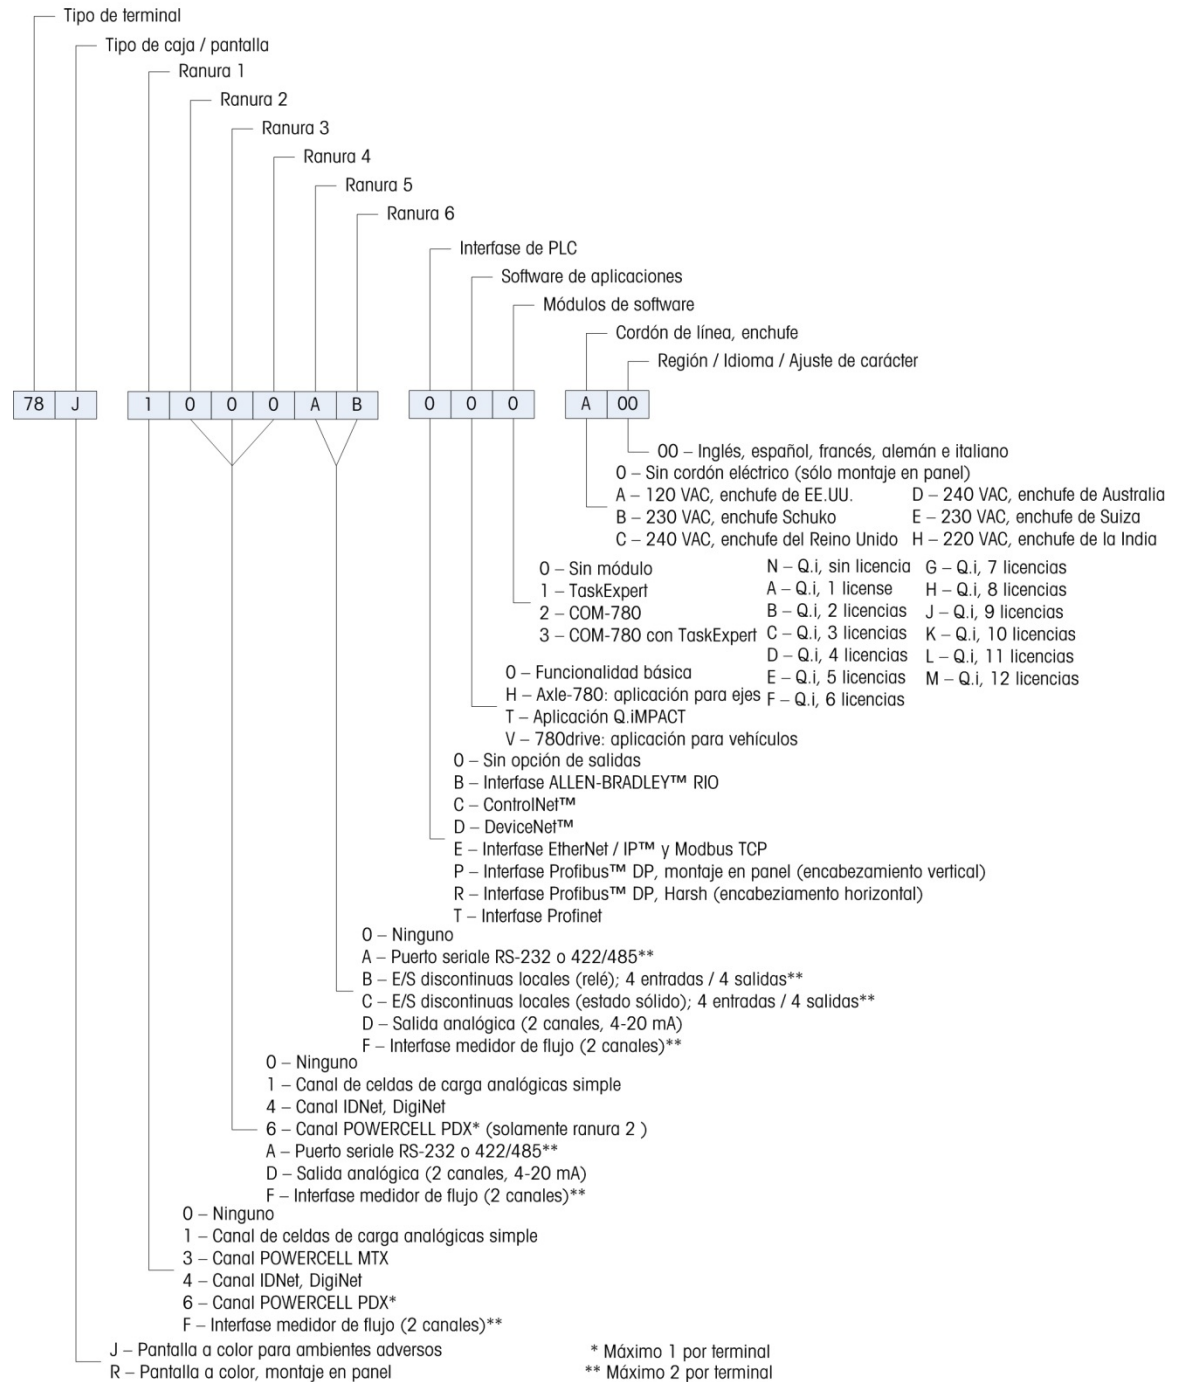 Tipo de terminal
Tipo de caja / pantalla
Ranura 1
Ranura 2
Ranura 3
Ranura 4
Ranura 5
Ranura 6
Interfase de PLC
Software de aplicaciones
Módulos de software
Cordón de línea, enchufe
Región / Idioma / Ajuste de carácter
78 J 1 0 0 0 A B 0 0 0 A 00
00 – Inglés, español, francés, alemán e italiano
0 – Sin cordón eléctrico (sólo montaje en panel)
A – 120 VAC, enchufe de EE.UU. D – 240 VAC, enchufe de Australia
B – 230 VAC, enchufe Schuko E – 230 VAC, enchufe de Suiza
C – 240 VAC, enchufe del Reino Unido H – 220 VAC, enchufe de la India
0 – Sin módulo N – Q.i, sin licencia G – Q.i, 7 licencias
1 – TaskExpert A – Q.i, 1 license H – Q.i, 8 licencias
2 – COM-780 B – Q.i, 2 licencias J – Q.i, 9 licencias
3 – COM-780 con TaskExpert C – Q.i, 3 licencias K – Q.i, 10 licencias
D – Q.i, 4 licencias L – Q.i, 11 licencias
E – Q.i, 5 licencias M – Q.i, 12 licencias
F – Q.i, 6 licencias
0 – Funcionalidad básica
H – Axle-780: aplicación para ejes
T – Aplicación Q.iMPACT
V – 780drive: aplicación para vehículos
0 – Sin opción de salidas
B – Interfase ALLEN-BRADLEY™ RIO
C – ControlNet™
D – DeviceNet™
E – Interfase EtherNet / IP™ y Modbus TCP
P – Interfase Profibus™ DP, montaje en panel (encabezamiento vertical)
R – Interfase Profibus™ DP, Harsh (encabeziamento horizontal)
T – Interfase Profinet
0 – Ninguno
A – Puerto seriale RS-232 o 422/485**
B – E/S discontinuas locales (relé); 4 entradas / 4 salidas**
C – E/S discontinuas locales (estado sólido); 4 entradas / 4 salidas**
D – Salida analógica (2 canales, 4-20 mA)
F – Interfase medidor de flujo (2 canales)**
0 – Ninguno
1 – Canal de celdas de carga analógicas simple
4 – Canal IDNet, DigiNet
6 – Canal POWERCELL PDX* (solamente ranura 2 )
A – Puerto seriale RS-232 o 422/485**
D – Salida analógica (2 canales, 4-20 mA)
F – Interfase medidor de flujo (2 canales)**
0 – Ninguno
1 – Canal de celdas de carga analógicas simple
3 – Canal POWERCELL MTX
4 – Canal IDNet, DigiNet
6 – Canal POWERCELL PDX*
F – Interfase medidor de flujo (2 canales)**
J – Pantalla a color para ambientes adversos
R – Pantalla a color, montaje en panel
* Máximo 1 por terminal
** Máximo 2 por terminal